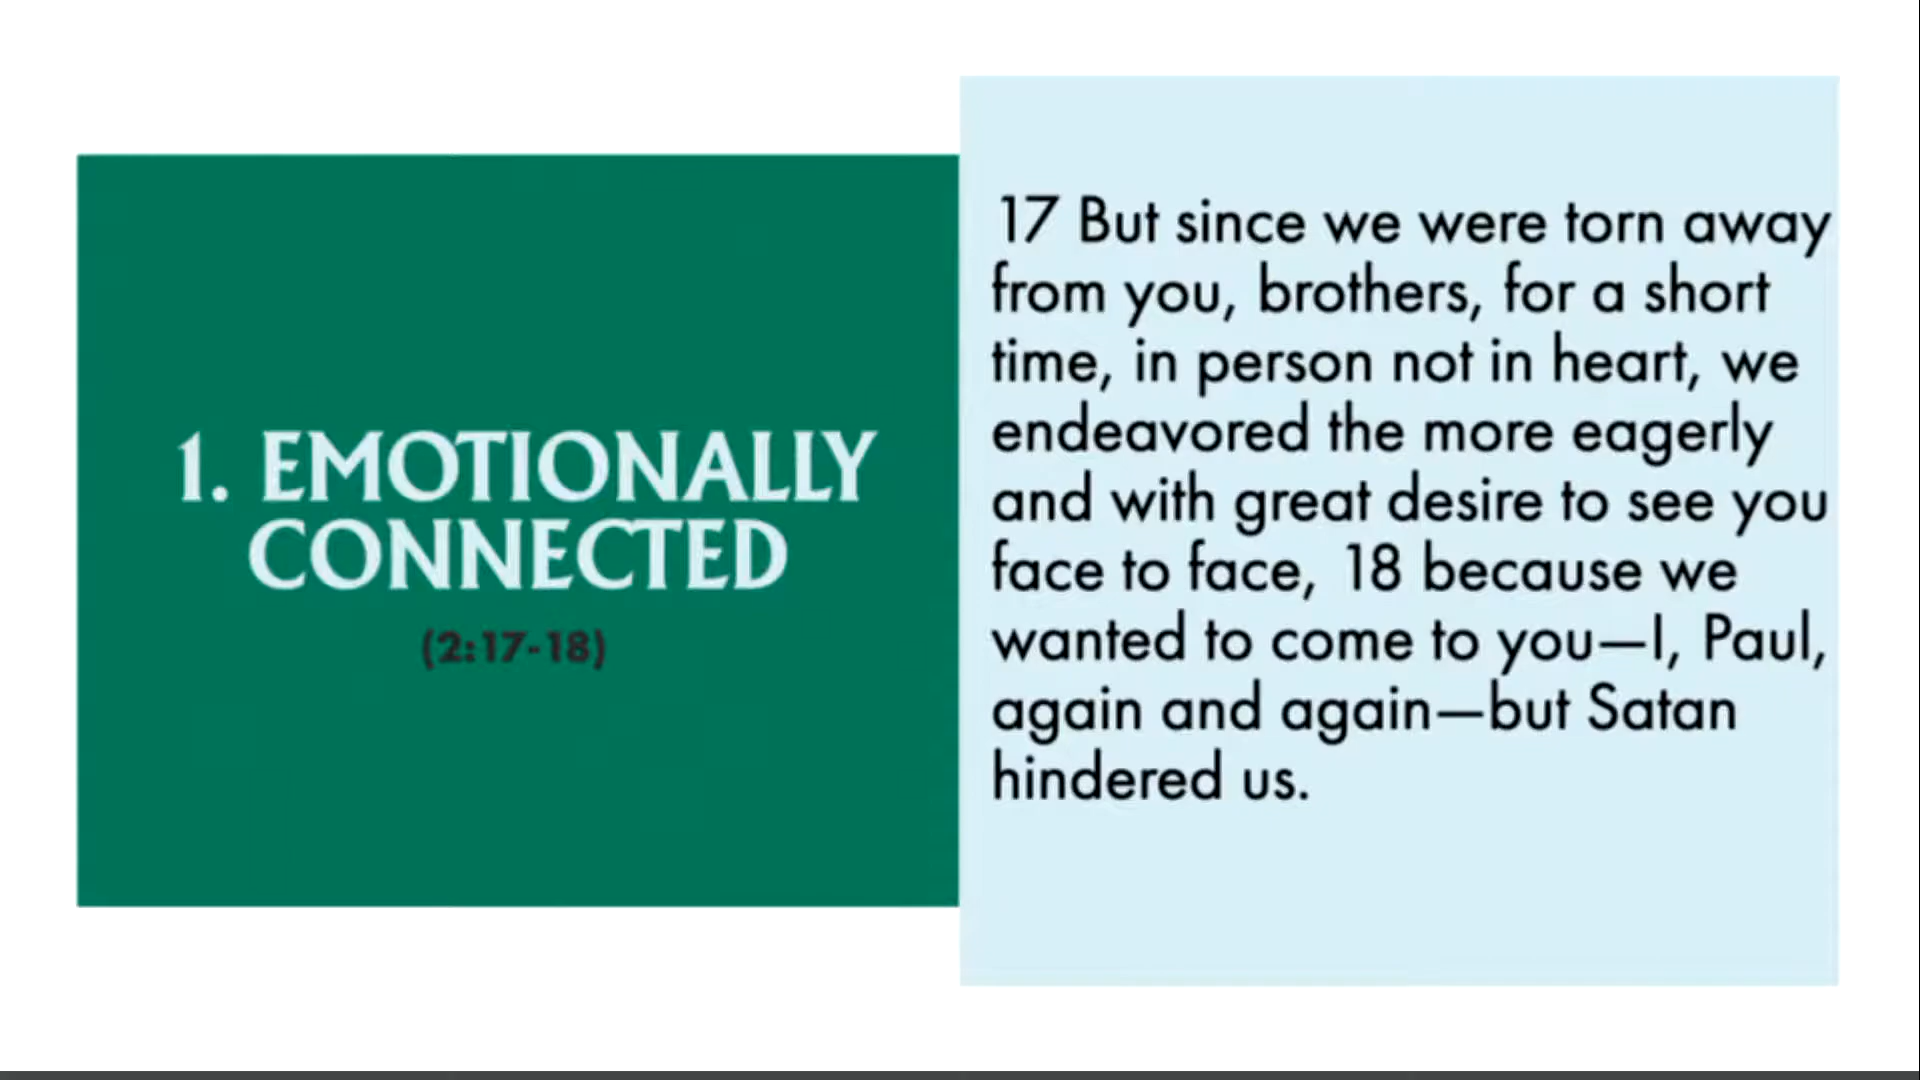 1. EMOTIONALLY
CONNECTED
(2:17-18)
17 But since we were torn away
from you, brothers, for a short
time, in person not in heart, we
endeavored the more eagerly
and with great desire to see you
face to face, 18 because we
wanted to come to you—I, Paul,
again and again—but Satan
hindered us.